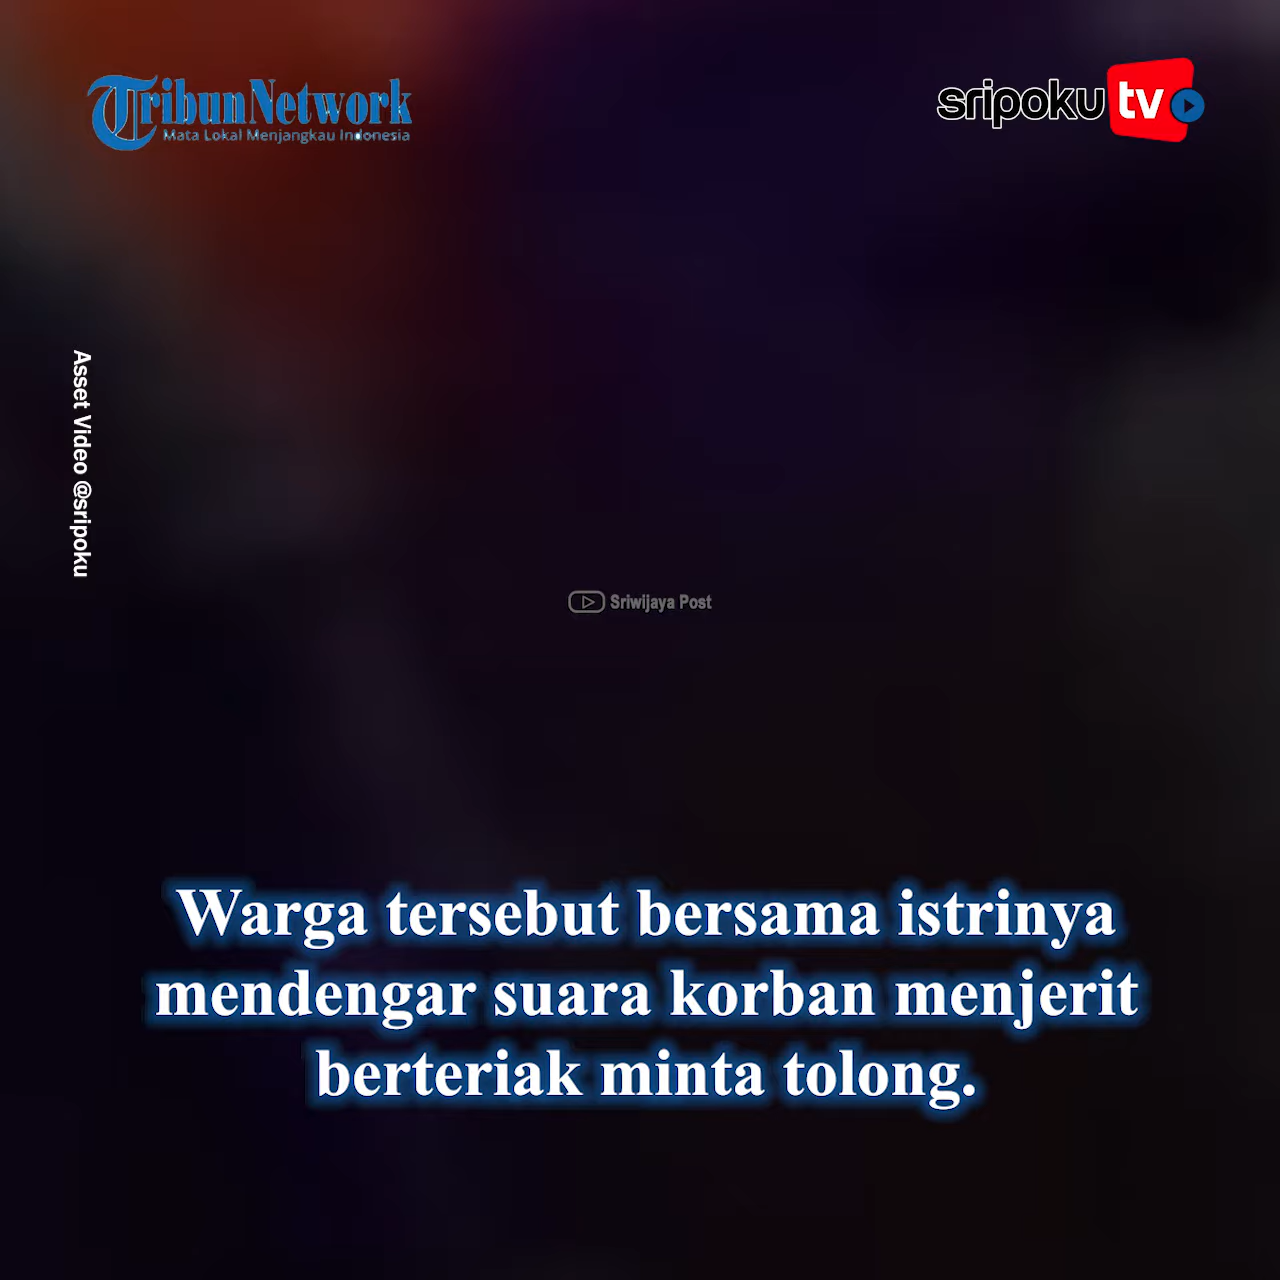 TribunNetwork
Mata Lokal Menjangkau Indonesia
sripoku tv
Asset Video @sripoku
Sriwijaya Post
Warga tersebut bersama istrinya
mendengar suara korban menjerit
berteriak minta tolong.